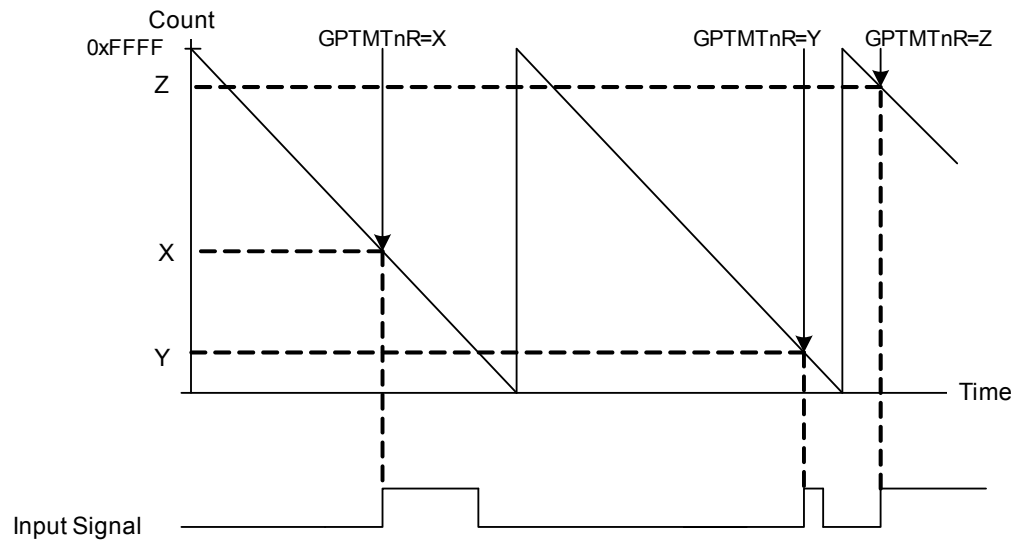 Count
0xFFFF
GPTMTnR=X
GPTMTnR=Y
GPTMTnR=Z
Z
X
Y
Time
Input Signal